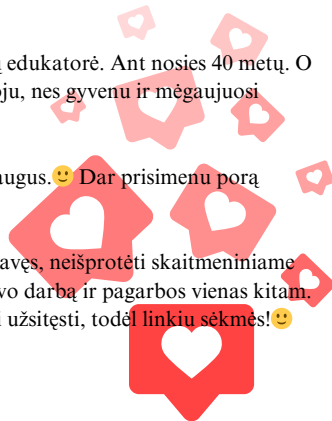 edukatorė. Ant nosies 40 metų. O
ju, nes gyvenu ir mėgaujuosi
augus.🙂 Dar prisimenu porą
avęs, neišprotėti skaitmeniniame
vo darbą ir pagarbos vienas kitam.
i užsitęsti, todėl linkiu sėkmės!🙂